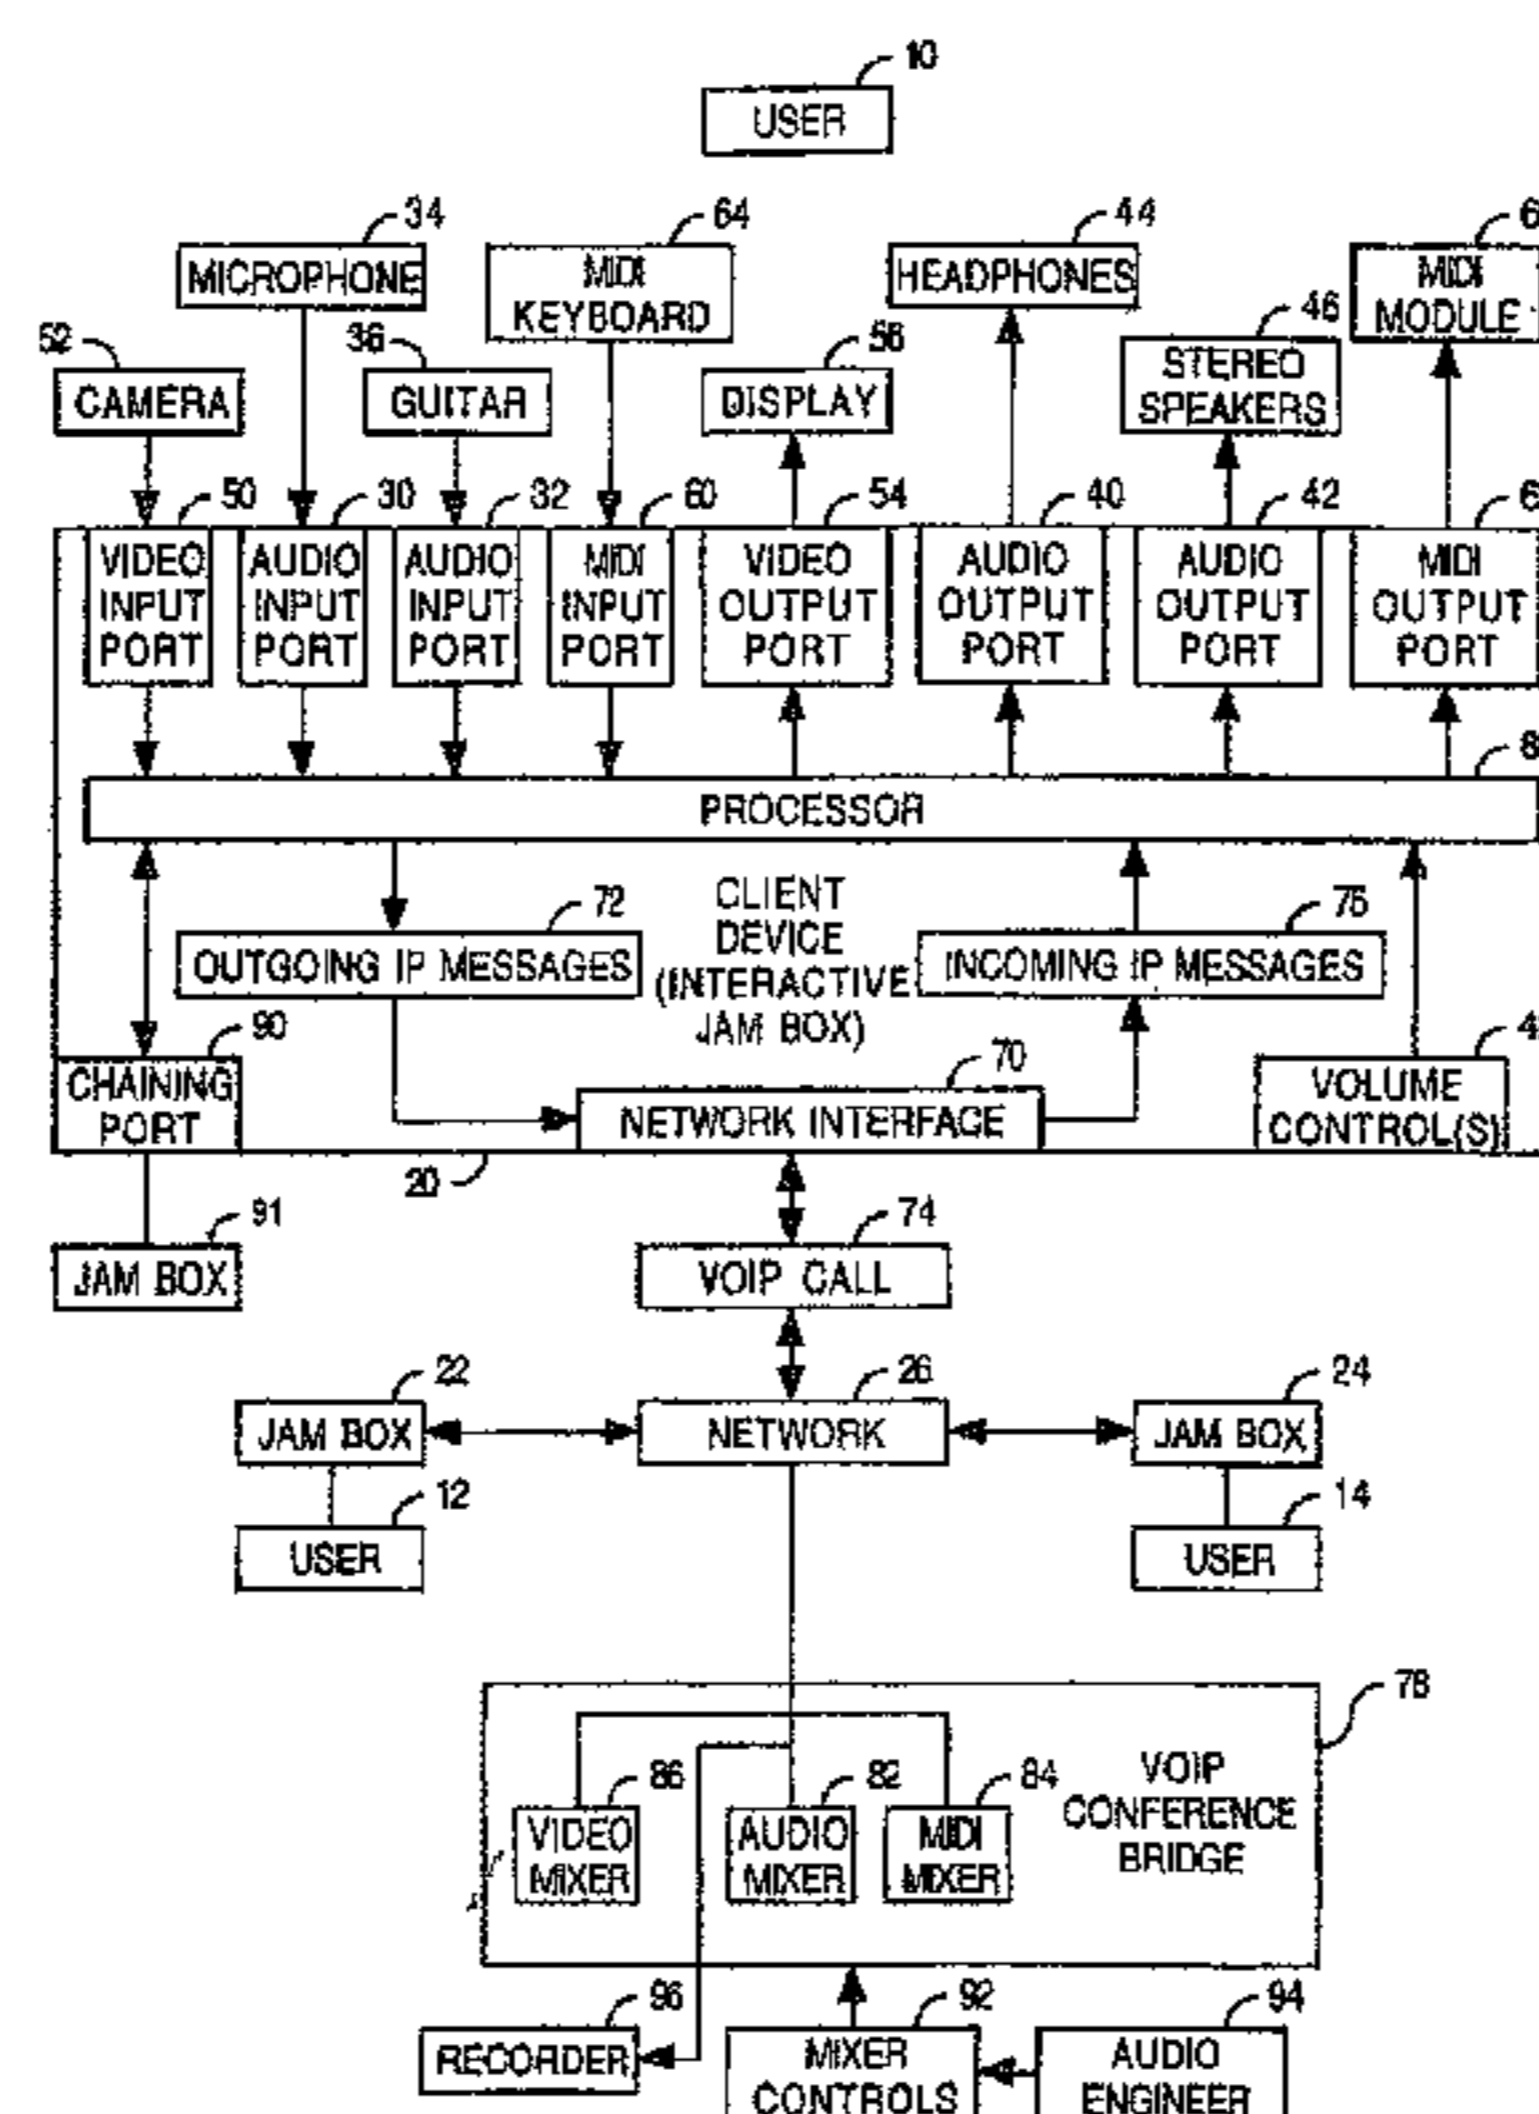 10
USER
34
64
44
6
MICROPHONE
MIDI
KEYBOARD
HEADPHONES
MIDI
MODULE
52
36
56
46
CAMERA
GUITAR
DISPLAY
STEREO
SPEAKERS
50
30
32
60
54
40
42
6
VIDEO
INPUT
PORT
AUDIO
INPUT
PORT
AUDIO
INPUT
PORT
MIDI
INPUT
PORT
VIDEO
OUTPUT
PORT
AUDIO
OUTPUT
PORT
AUDIO
OUTPUT
PORT
MIDI
OUTPUT
PORT
8
PROCESSOR
72
CLIENT
DEVICE
(INTERACTIVE
JAM BOX)
76
OUTGOING IP MESSAGES
INCOMING IP MESSAGES
90
70
4
CHAINING
PORT
NETWORK INTERFACE
VOLUME
CONTROL(S)
20
91
74
JAM BOX
VOIP CALL
22
26
24
JAM BOX
NETWORK
JAM BOX
12
14
USER
USER
78
86
82
84
VOIP
CONFERENCE
BRIDGE
VIDEO
MIXER
AUDIO
MIXER
MIDI
MIXER
96
92
94
RECORDER
MIXER
CONTROLS
AUDIO
ENGINEER